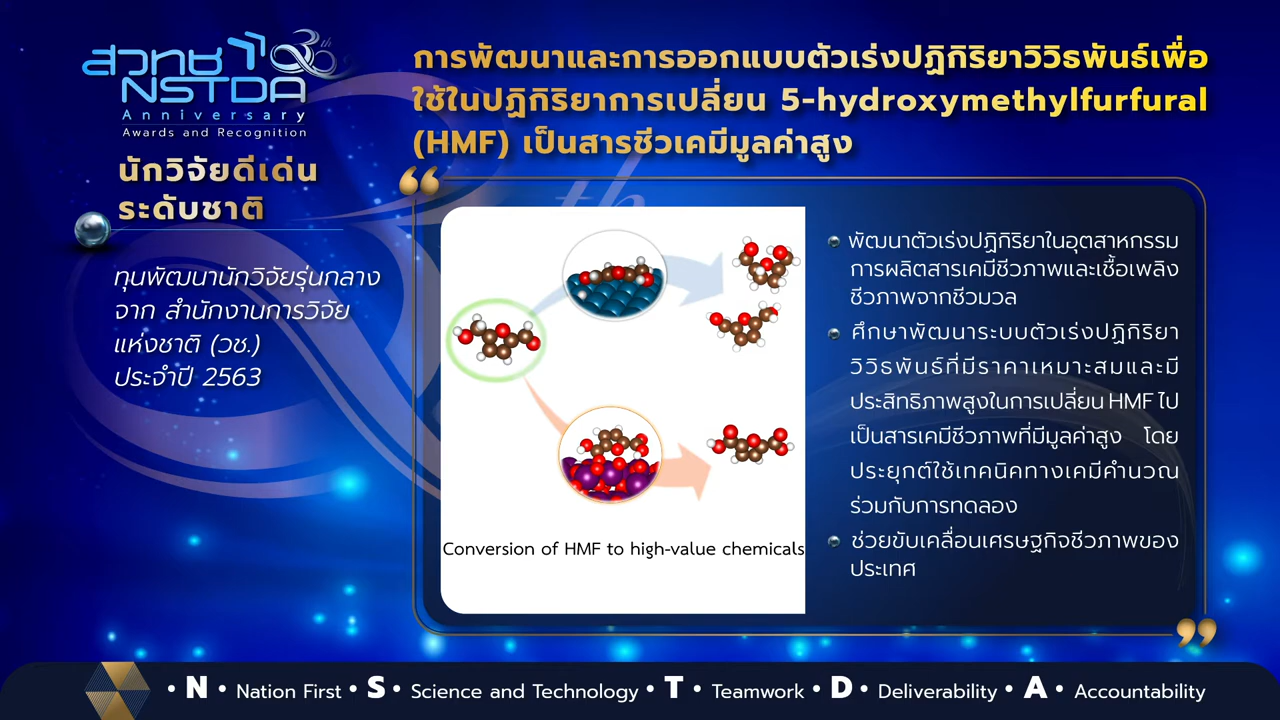 สวทช
NSTDA
Anniversary
Awards and Recognition
นักวิจัยดีเด่น
ระดับชาติ
ทุนพัฒนานักวิจัยรุ่นกลาง
จาก สำนักงานการวิจัย
แห่งชาติ (วช.)
ประจำปี 2563
การพัฒนาและการออกแบบตัวเร่งปฏิกิริยาวิวิธพันธ์เพื่อ
ใช้ในปฏิกิริยาการเปลี่ยน 5-hydroxymethylfurfural
(HMF) เป็นสารชีวเคมีมูลค่าสูง
Conversion of HMF to high-value chemicals
พัฒนาตัวเร่งปฏิกิริยาในอุตสาหกรรม
การผลิตสารเคมีชีวภาพและเชื้อเพลิง
ชีวภาพจากชีวมวล
ศึกษาพัฒนาระบบตัวเร่งปฏิกิริยา
วิวิธพันธ์ที่มีราคาเหมาะสมและมี
ประสิทธิภาพสูงในการเปลี่ยน HMF ไป
เป็นสารเคมีชีวภาพที่มีมูลค่าสูง โดย
ประยุกต์ใช้เทคนิคทางเคมีคำนวณ
ร่วมกับการทดลอง
ช่วยขับเคลื่อนเศรษฐกิจชีวภาพของ
ประเทศ
• N • Nation First • S • Science and Technology • T • Teamwork • D • Deliverability • A • Accountability